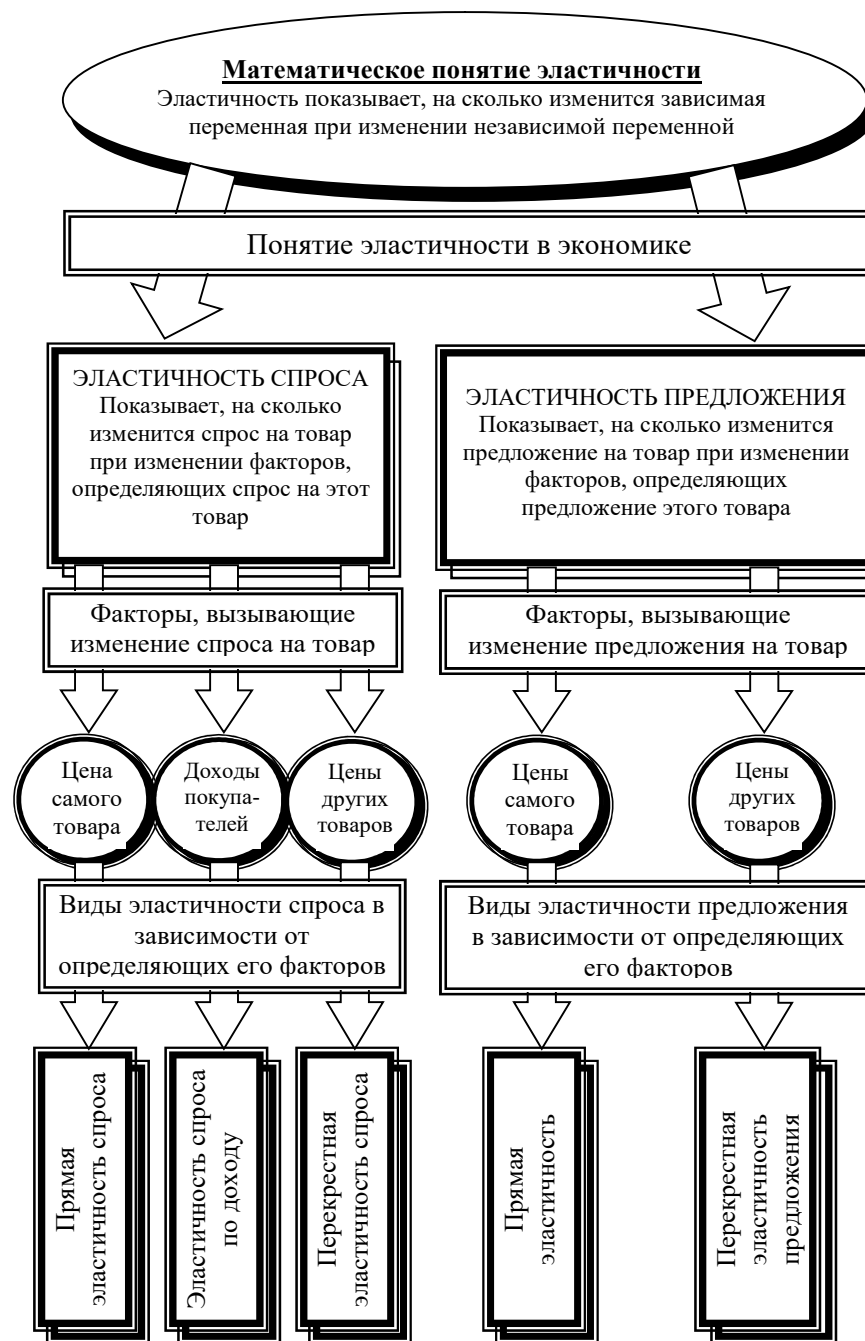 Математическое понятие эластичности
Эластичность показывает, на сколько изменится зависимая
переменная при изменении независимой переменной
Понятие эластичности в экономике
ЭЛАСТИЧНОСТЬ СПРОСА
Показывает, на сколько
изменится спрос на товар
при изменении факторов,
определяющих спрос на этот
товар
ЭЛАСТИЧНОСТЬ ПРЕДЛОЖЕНИЯ
Показывает, на сколько изменится
предложение на товар при изменении
факторов, определяющих
предложение этого товара
Факторы, вызывающие
изменение спроса на товар
Факторы, вызывающие
изменение предложения на товар
Цена
самого
товара
Доходы
покупа-
телей
Цены
других
товаров
Цены
самого
товара
Цены
других
товаров
Виды эластичности спроса в
зависимости от
определяющих его факторов
Виды эластичности предложения
в зависимости от определяющих
его факторов
Прямая
эластичность спроса
Эластичность спроса
по доходу
Перекрестная
эластичность спроса
Прямая
эластичность
Перекрестная
эластичность
предложения